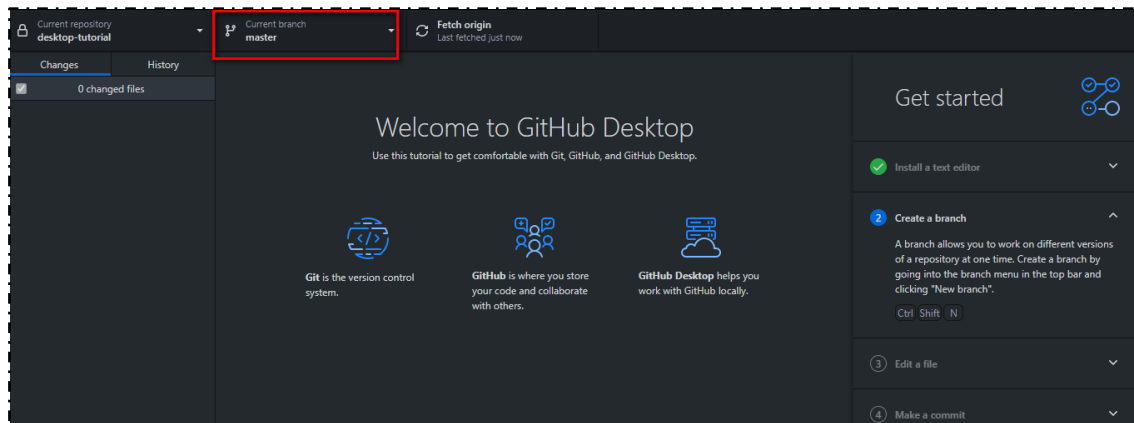 Current repository
desktop-tutorial
Current branch
master
Fetch origin
Last fetched just now
Changes
History
0 changed files
Welcome to GitHub Desktop
Use this tutorial to get comfortable with Git, GitHub, and GitHub Desktop.
Git is the version control
system.
GitHub is where you store
your code and collaborate
with others.
GitHub Desktop helps you
work with GitHub locally.
Get started
Install a text editor
2 Create a branch
A branch allows you to work on different versions
of a repository at one time. Create a branch by
going into the branch menu in the top bar and
clicking "New branch".
Ctrl Shift N
3 Edit a file
4 Make a commit